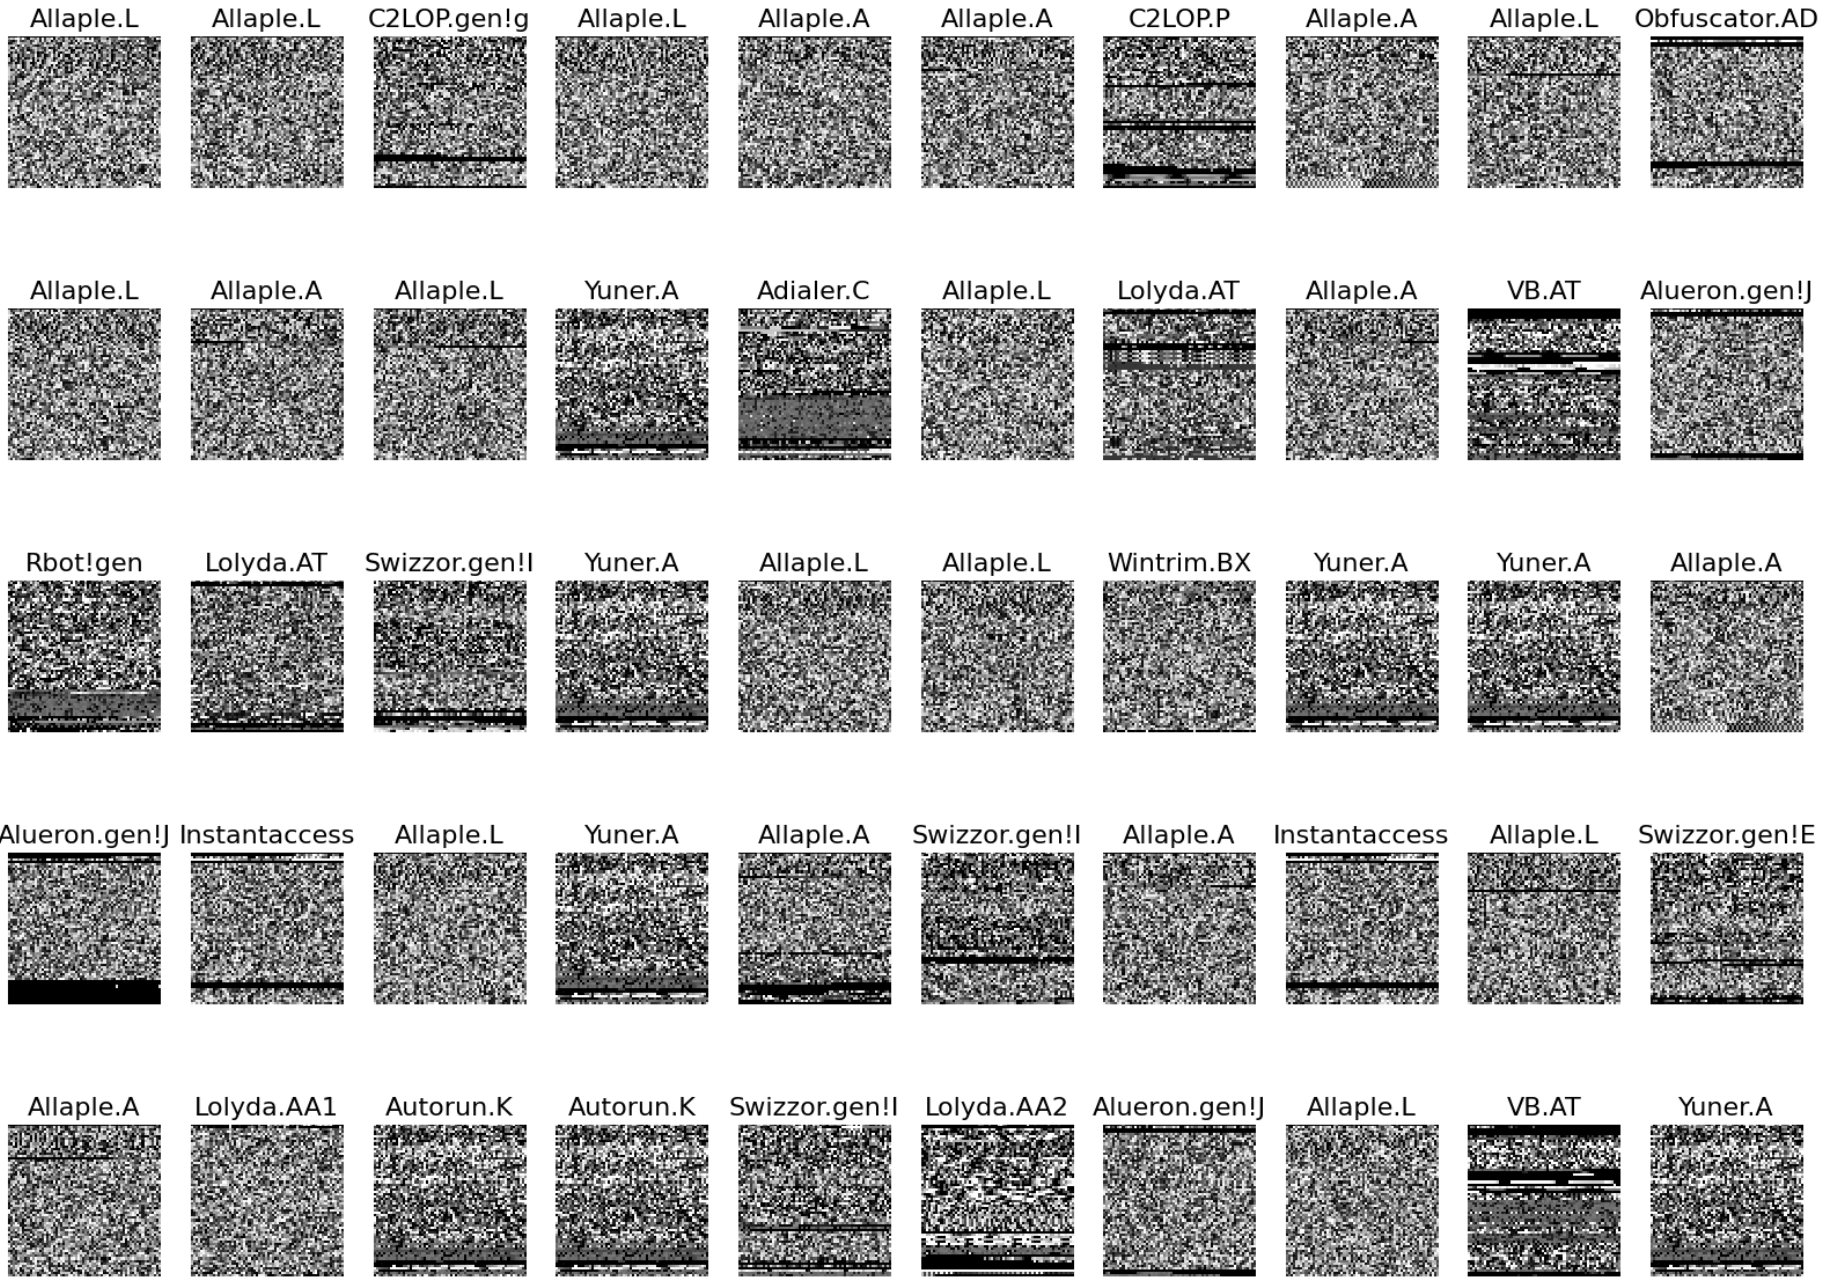 Allaple.L Allaple.L C2LOP.gen!g Allaple.L Allaple.A Allaple.A C2LOP.P Allaple.A Allaple.L Obfuscator.AD
Allaple.L Allaple.A Allaple.L Yuner.A Adialer.C Allaple.L Lolyda.AT Allaple.A VB.AT Alueron.gen!J
Rbot!gen Lolyda.AT Swizzor.gen!I Yuner.A Allaple.L Allaple.L Wintrim.BX Yuner.A Yuner.A Allaple.A
Alueron.gen!J Instantaccess Allaple.L Yuner.A Allaple.A Swizzor.gen!I Allaple.A Instantaccess Allaple.L Swizzor.gen!E
Allaple.A Lolyda.AA1 Autorun.K Autorun.K Swizzor.gen!I Lolyda.AA2 Alueron.gen!J Allaple.L VB.AT Yuner.A